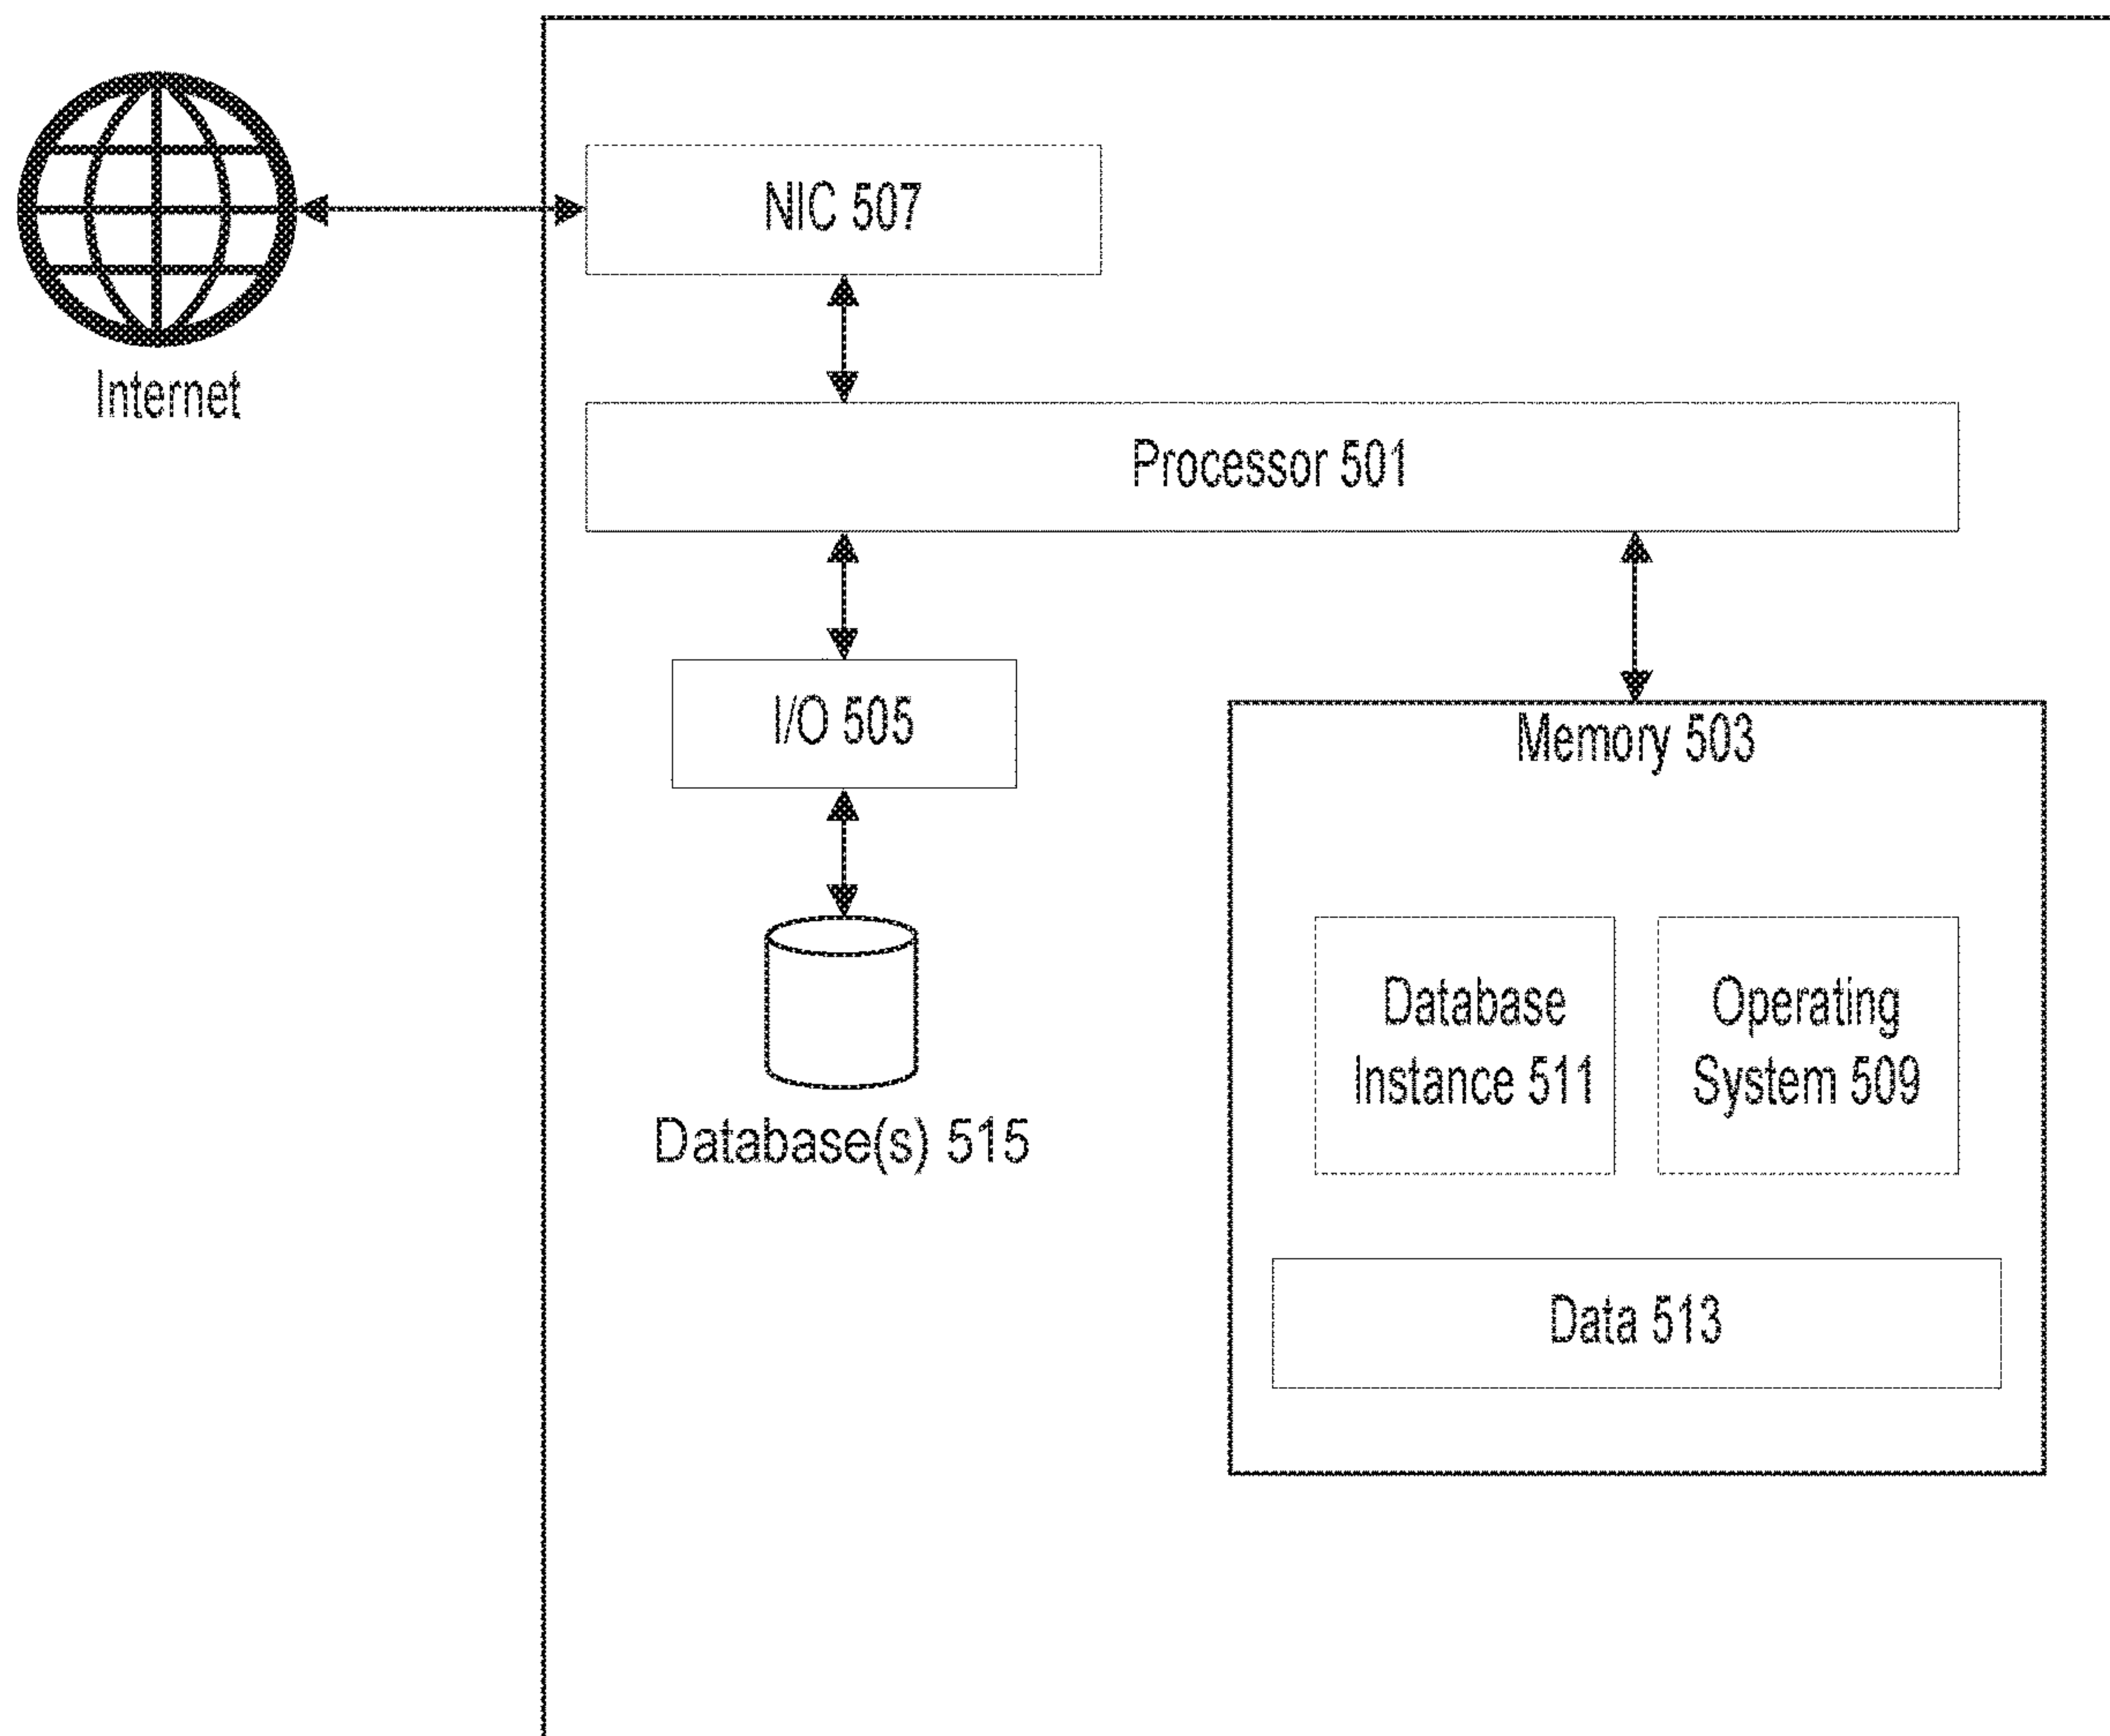 NIC 507
Internet
Processor 501
I/O 505
Memory 503
Database
Instance 511
Operating
System 509
Database(s) 515
Data 513